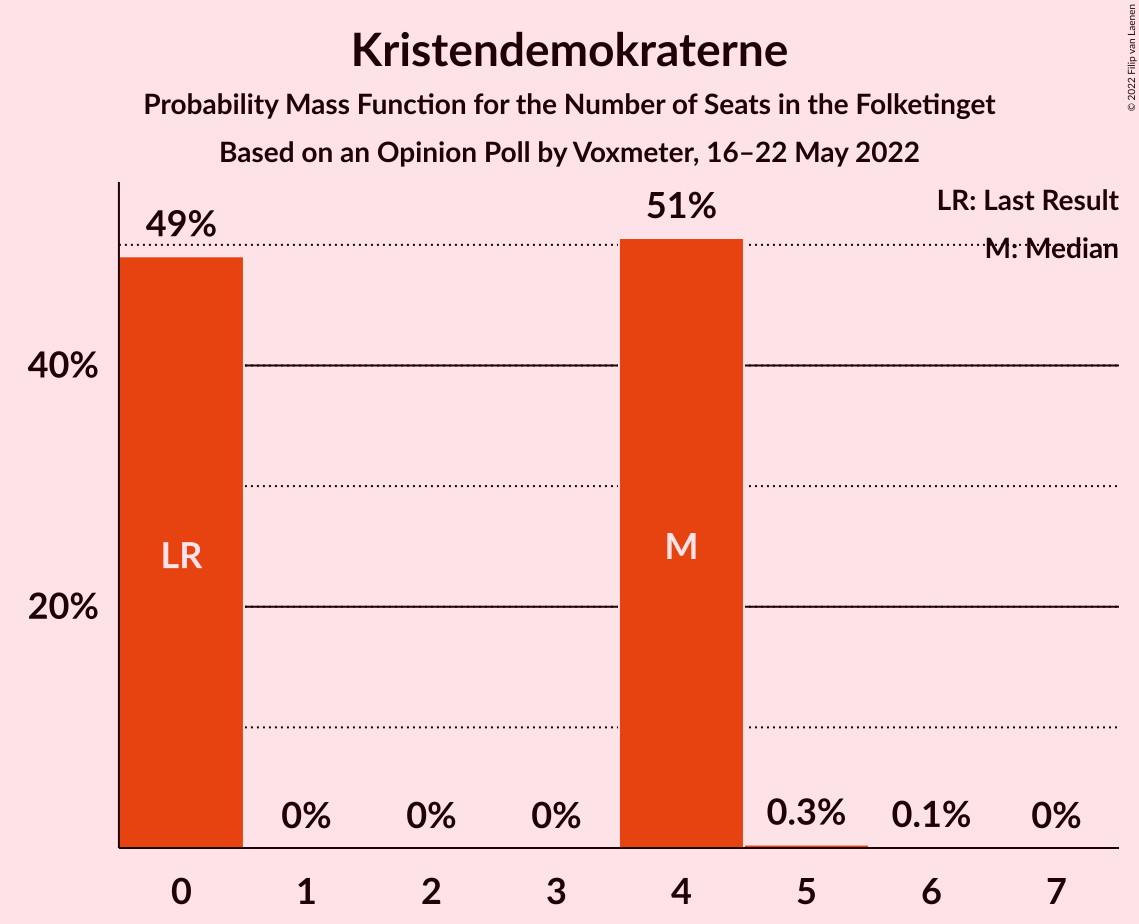 Kristendemokraterne
Probability Mass Function for the Number of Seats in the Folketinget
Based on an Opinion Poll by Voxmeter, 16–22 May 2022
© 2022 Filip van Laenen
LR: Last Result
M: Median
49%
51%
40%
20%
LR
M
0%
0%
0%
0.3%
0.1%
0%
0
1
2
3
4
5
6
7